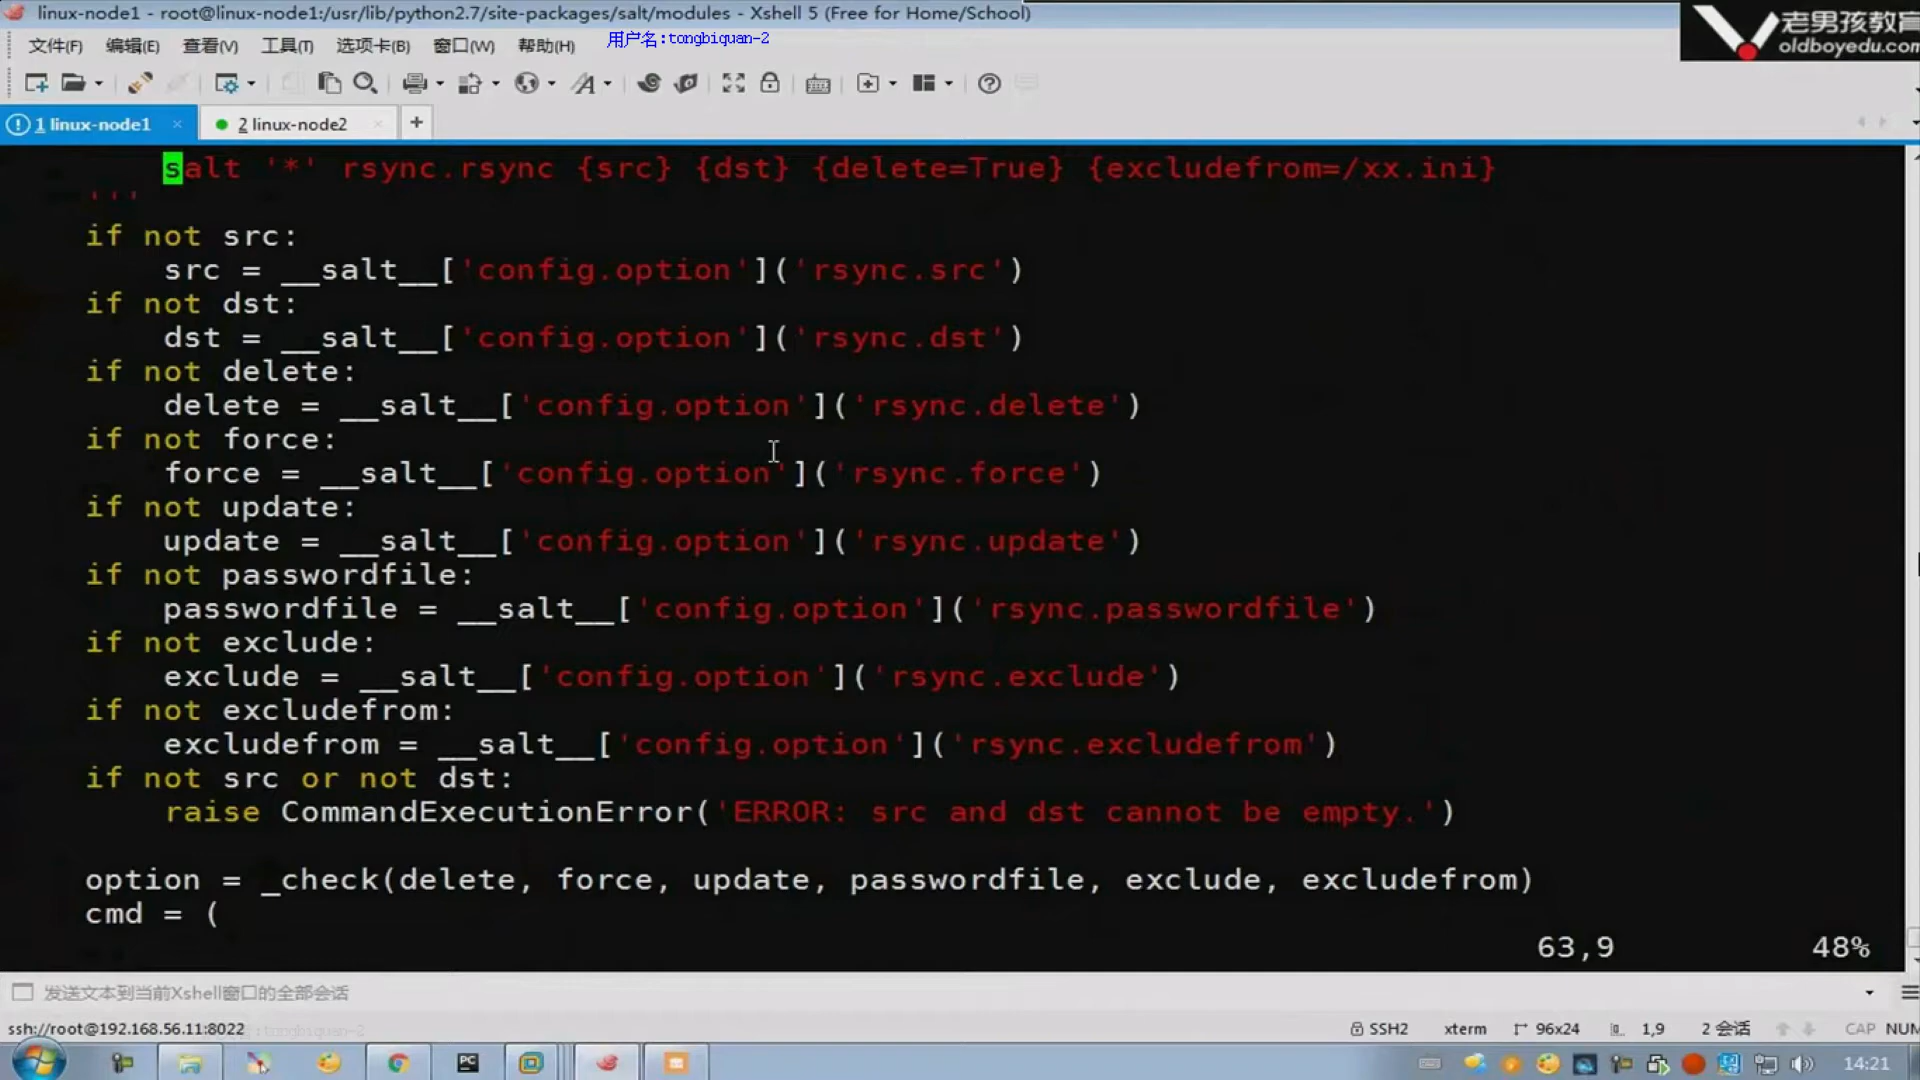 linux-node1 - root@linux-node1:/usr/lib/python2.7/site-packages/salt/modules - Xshell 5 (Free for Home/School)
老男孩教育
oldboyedu.com
文件(F) 编辑(E) 查看(V) 工具(T) 选项卡(B) 窗口(W) 帮助(H)
用户名:tongbiquan-2
1 linux-node1
2 linux-node2
salt '*' rsync.rsync {src} {dst} {delete=True} {excludefrom=/xx.ini}
'''
if not src:
src = __salt__['config.option']('rsync.src')
if not dst:
dst = __salt__['config.option']('rsync.dst')
if not delete:
delete = __salt__['config.option']('rsync.delete')
if not force:
force = __salt__['config.option']('rsync.force')
if not update:
update = __salt__['config.option']('rsync.update')
if not passwordfile:
passwordfile = __salt__['config.option']('rsync.passwordfile')
if not exclude:
exclude = __salt__['config.option']('rsync.exclude')
if not excludefrom:
excludefrom = __salt__['config.option']('rsync.excludefrom')
if not src or not dst:
raise CommandExecutionError('ERROR: src and dst cannot be empty.')
option = _check(delete, force, update, passwordfile, exclude, excludefrom)
cmd = (
63,9 48%
发送文本到当前Xshell窗口的全部会话
ssh://root@192.168.56.11:8022 :tongbiquan-2
SSH2 xterm 96x24 1,9 2 会话 CAP NUM
PC
14:21